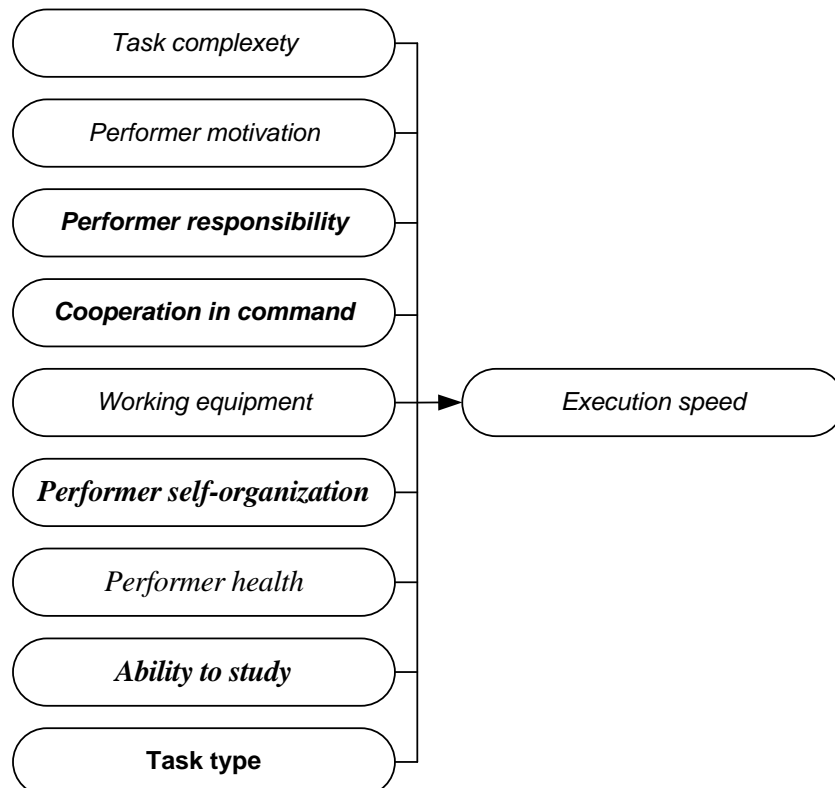 Task complexety
Performer motivation
Performer responsibility
Cooperation in command
Working equipment
Execution speed
Performer self-organization
Performer health
Ability to study
Task type